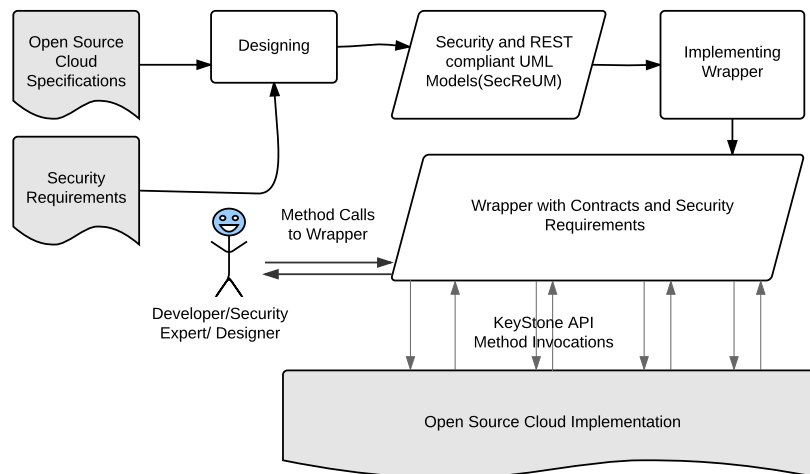 Open Source
Cloud
Specifications
Designing
Security and REST
compliant UML
Models(SecReUM)
Implementing
Wrapper
Security
Requirements
Wrapper with Contracts and Security
Requirements
Method Calls
to Wrapper
Developer/Security
Expert/ Designer
KeyStone API
Method Invocations
Open Source Cloud Implementation